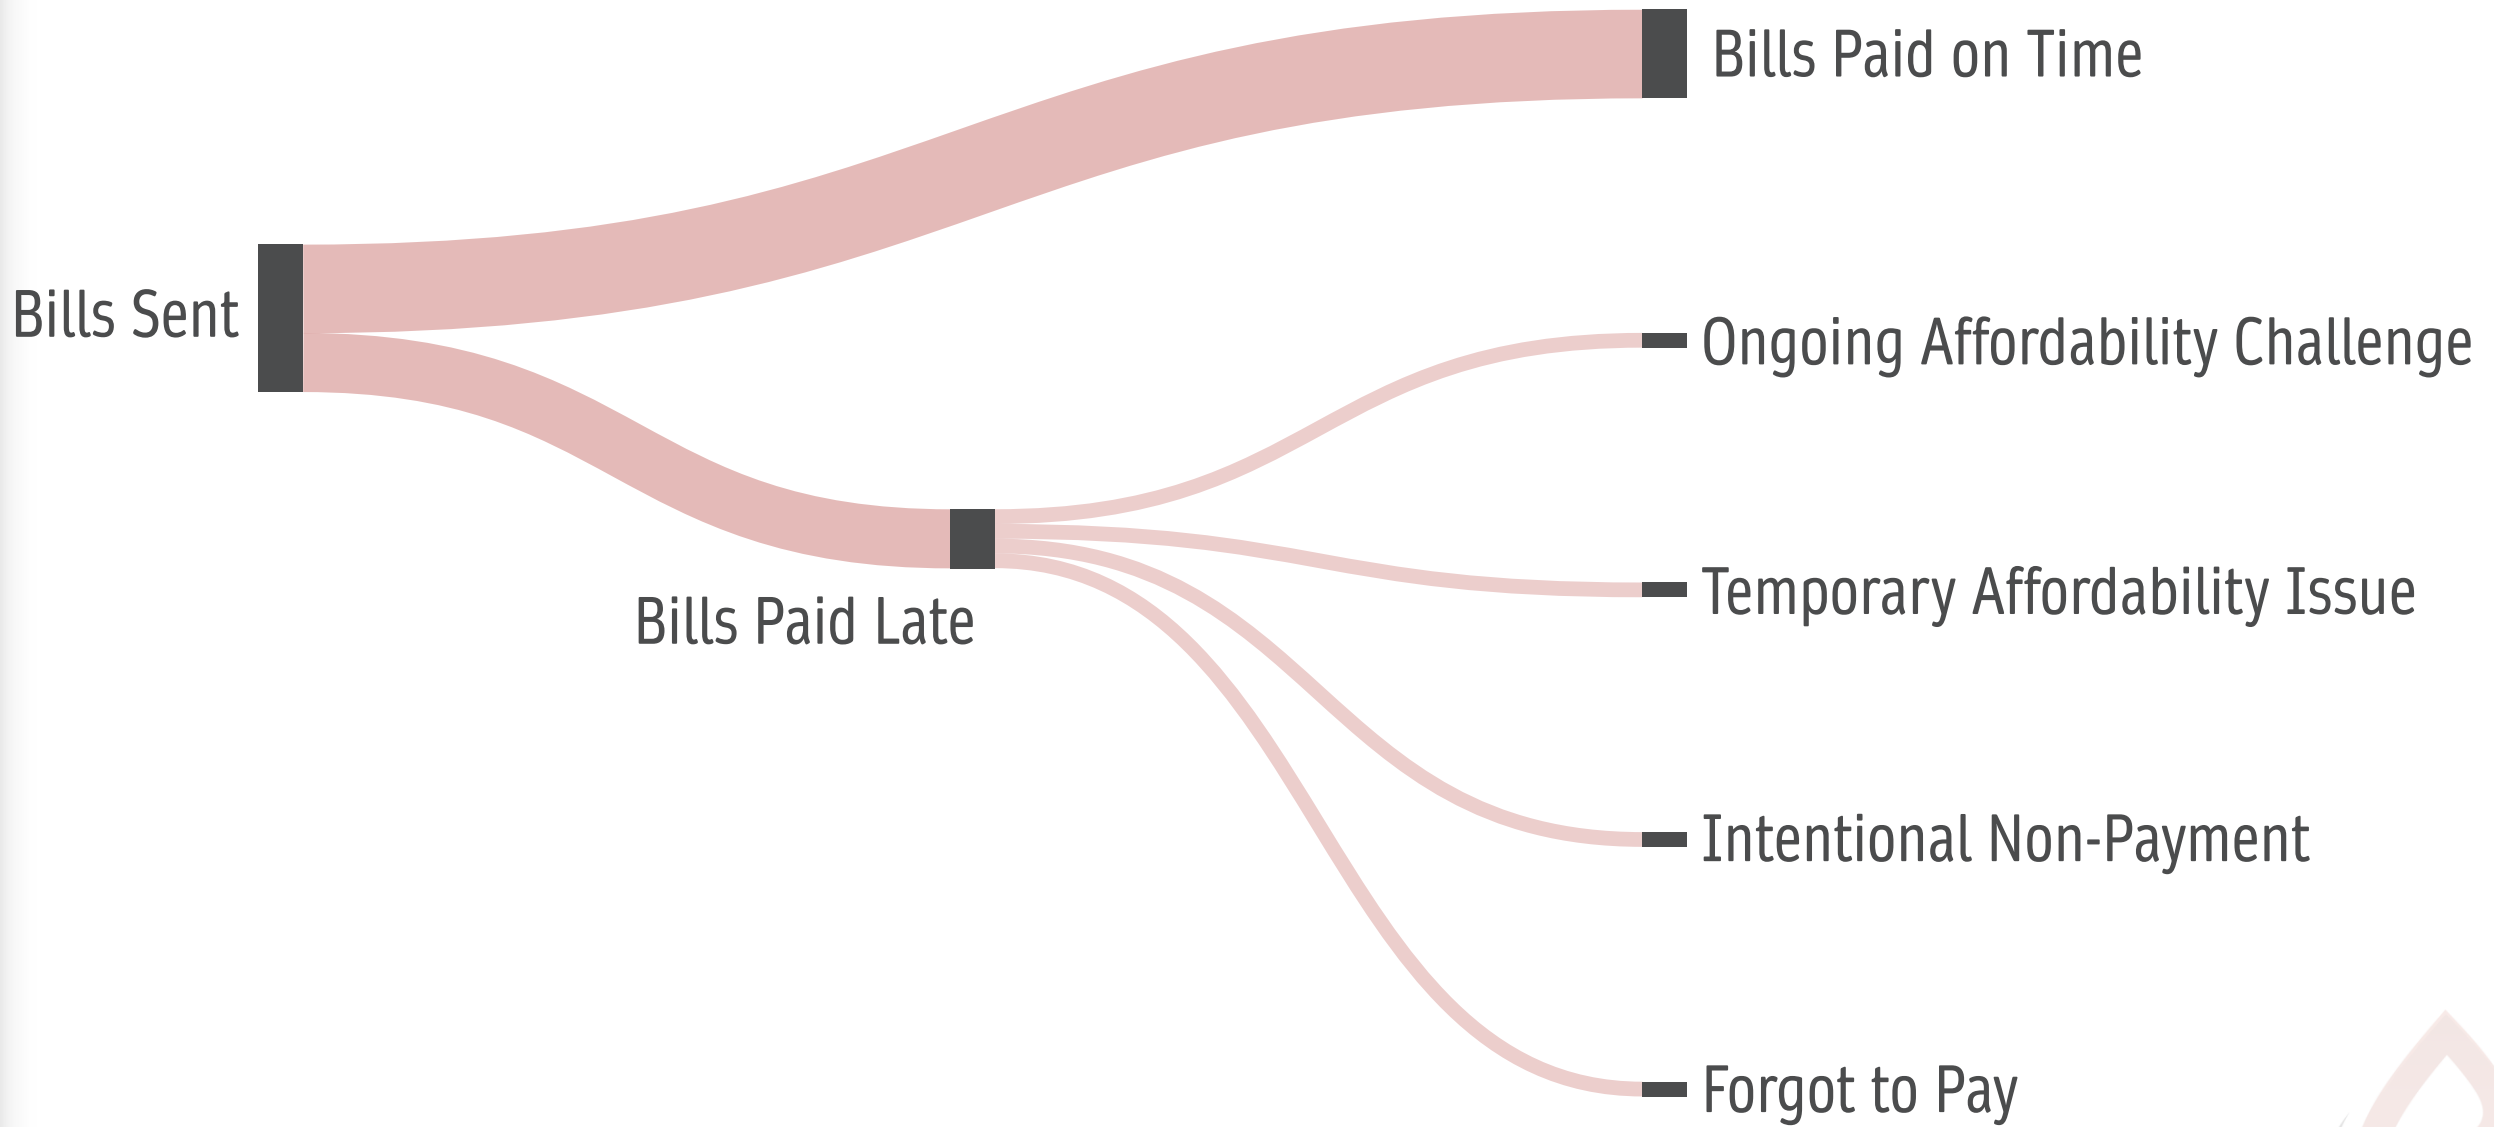 Bills Paid on Time
Bills Sent
Ongoing Affordability Challenge
Bills Paid Late
Temporary Affordability Issue
Intentional Non-Payment
Forgot to Pay